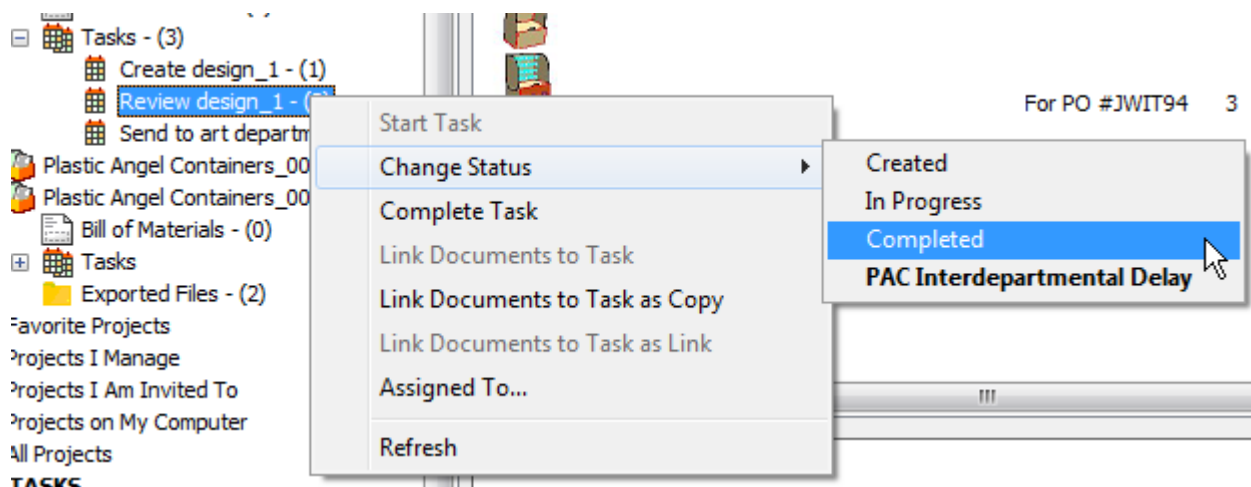 Tasks - (3)
Create design_1 - (1)
Review design_1 - (
Send to art departm
Plastic Angel Containers_00
Plastic Angel Containers_00
Bill of Materials - (0)
Tasks
Exported Files - (2)
Favorite Projects
Projects I Manage
Projects I Am Invited To
Projects on My Computer
All Projects
TASKS
Start Task
Change Status
Complete Task
Link Documents to Task
Link Documents to Task as Copy
Link Documents to Task as Link
Assigned To...
Refresh
For PO #JWIT94 3
Created
In Progress
Completed
PAC Interdepartmental Delay